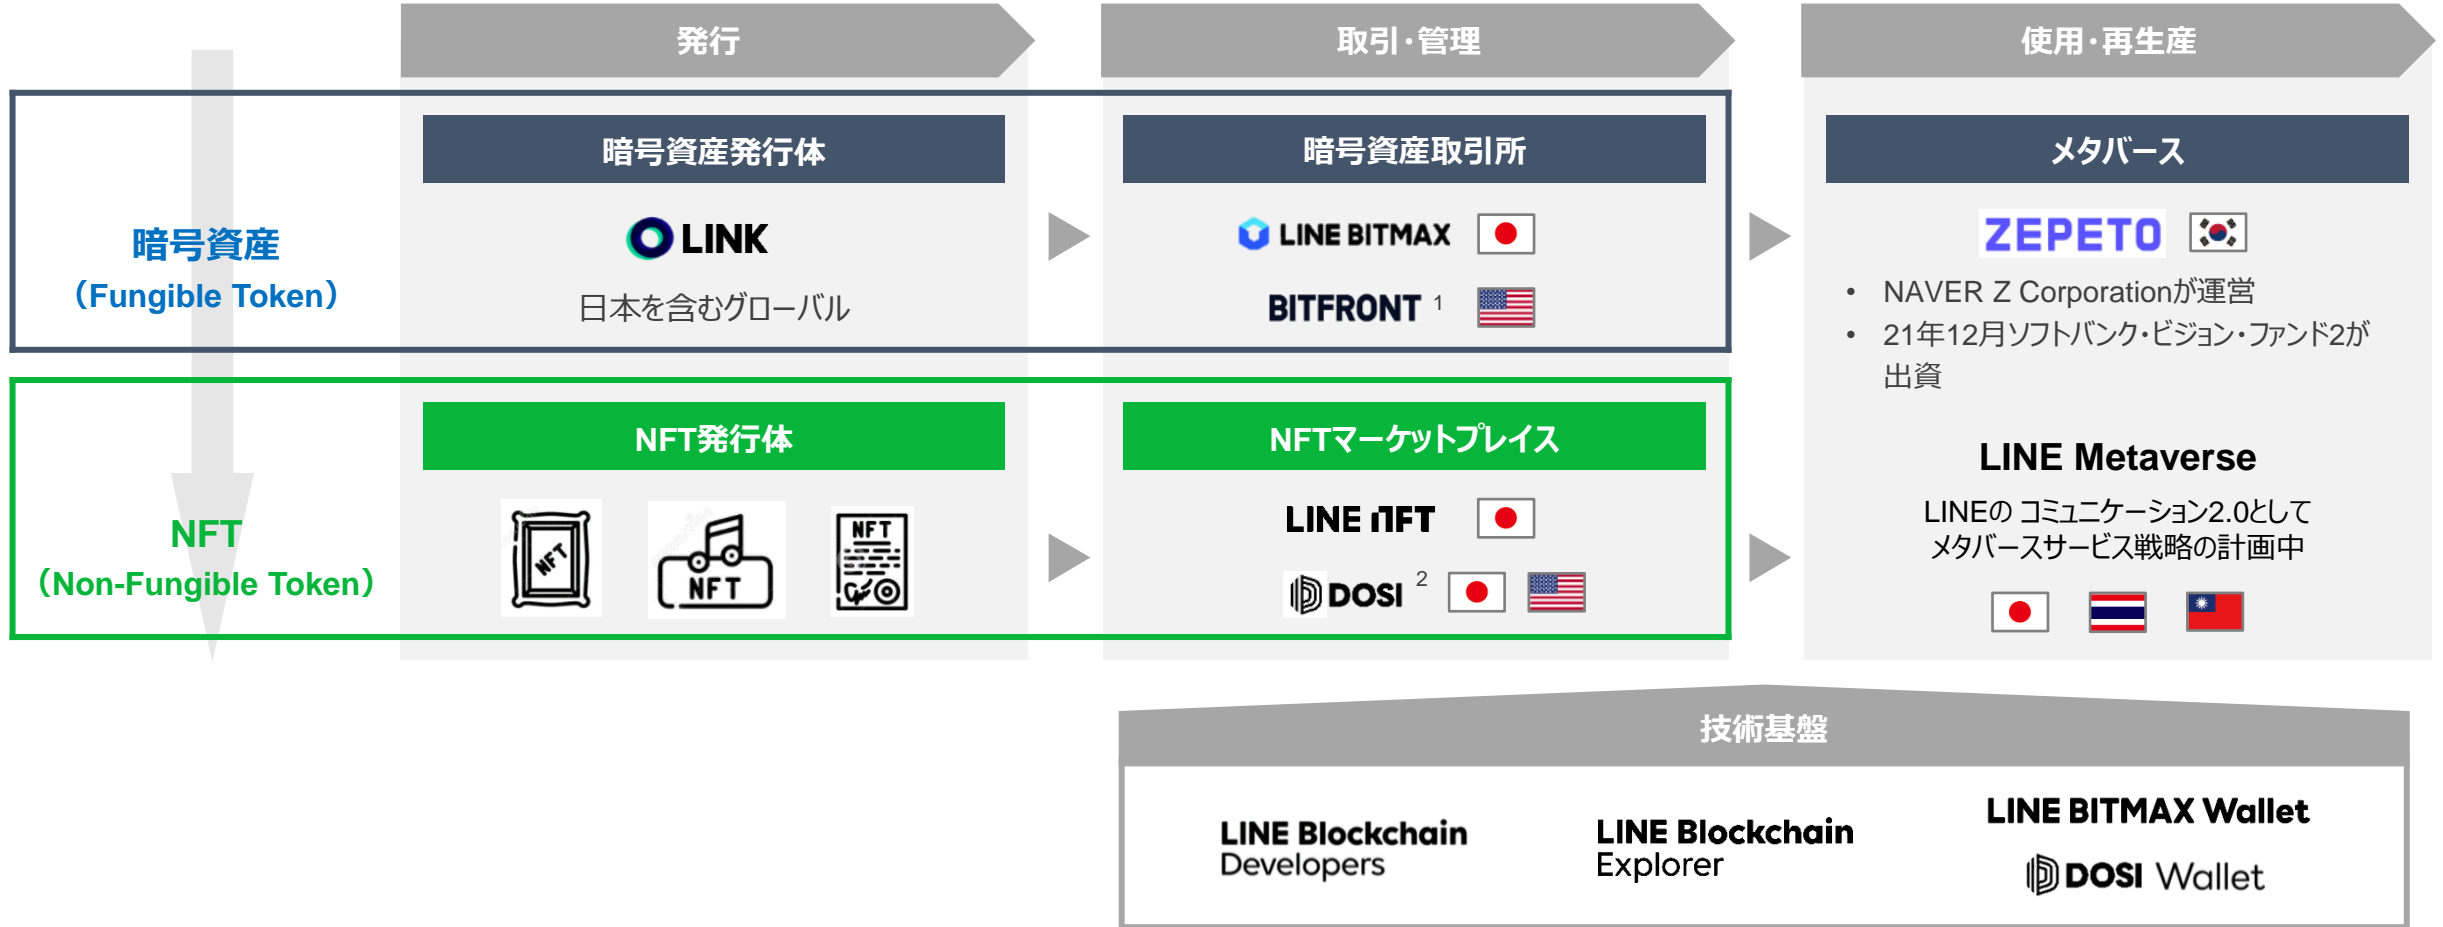 発行
取引・管理
使用・再生産
暗号資産
（Fungible Token）
暗号資産発行体
LINK
日本を含むグローバル
暗号資産取引所
LINE BITMAX
BITFRONT 1
メタバース
ZEPETO
• NAVER Z Corporationが運営
• 21年12月ソフトバンク・ビジョン・ファンド2が
出資
LINE Metaverse
LINEの コミュニケーション2.0として
メタバースサービス戦略の計画中
NFT
（Non-Fungible Token）
NFT発行体
NFT
NFT
NFT
NFTマーケットプレイス
LINE NFT
DOSI 2
技術基盤
LINE Blockchain
Developers
LINE Blockchain
Explorer
LINE BITMAX Wallet
DOSI Wallet